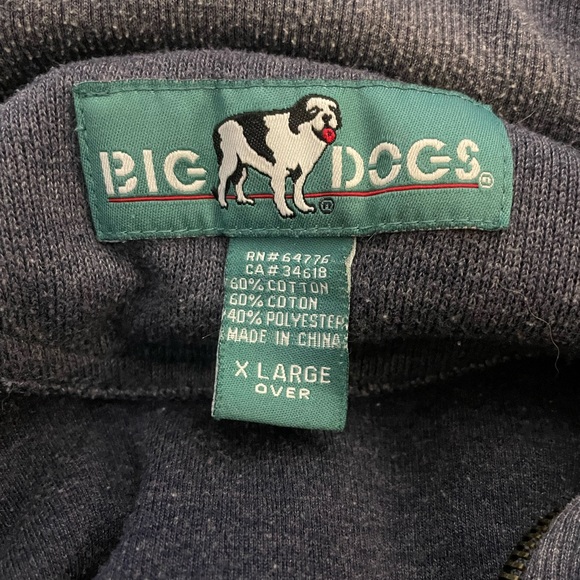 BIG DOGS®
®
RN# 64776
CA# 34618
60% COTTON
60% COTON
40% POLYESTER
MADE IN CHINA
X LARGE
OVER